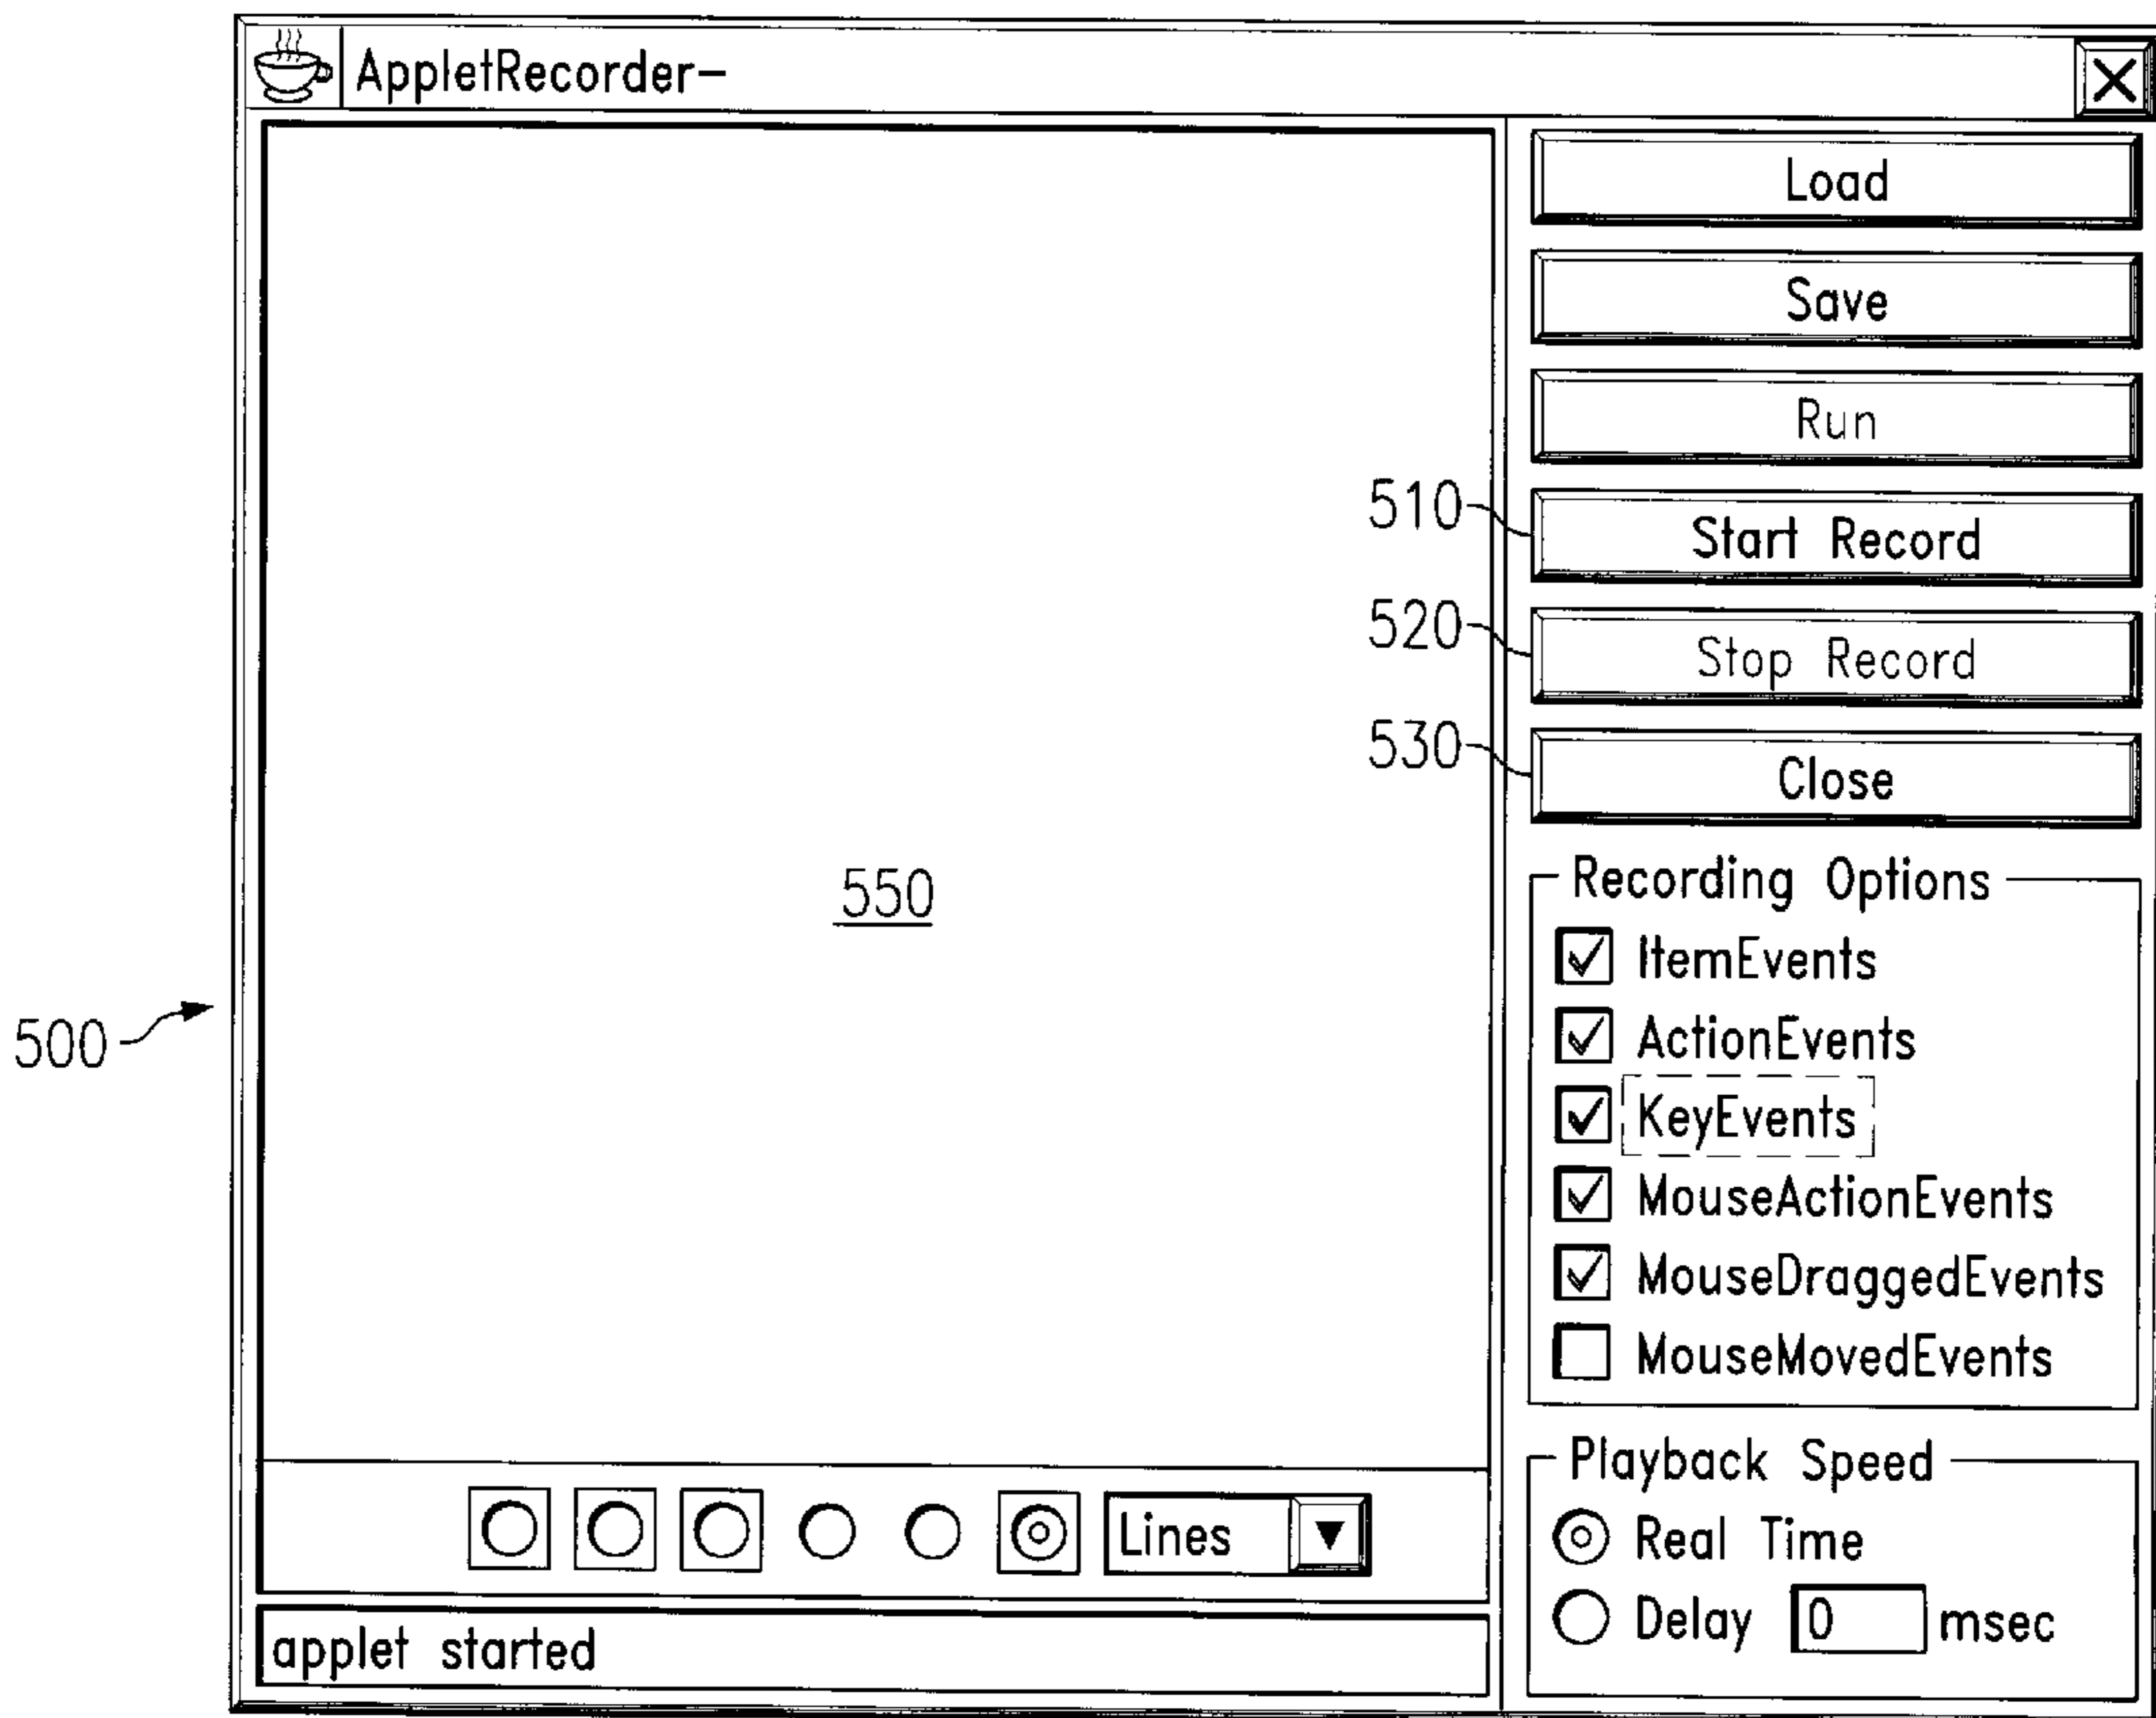 AppletRecorder-
Load
Save
Run
510
Start Record
520
Stop Record
530
Close
550
500
Recording Options
ItemEvents
ActionEvents
KeyEvents
MouseActionEvents
MouseDraggedEvents
MouseMovedEvents
Playback Speed
Real Time
Delay 0 msec
Lines
applet started